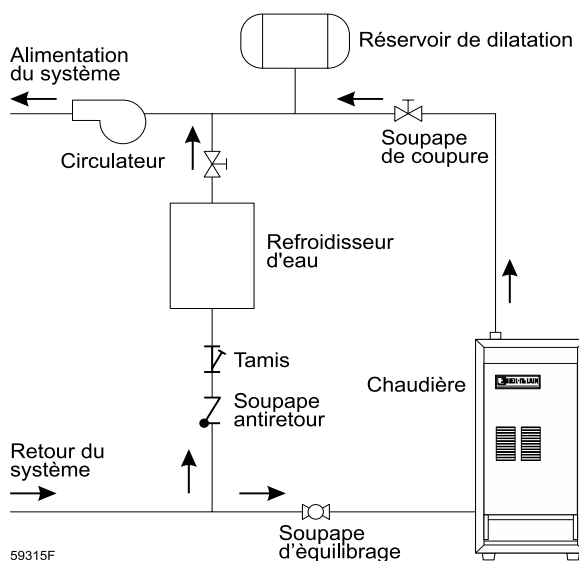 Réservoir de dilatation
Alimentation
du système
Circulateur
Soupape
de coupure
Refroidisseur
d'eau
Tamis
Chaudière
Soupape
antiretour
Retour du
système
Soupape
d'èquilibrage
59315F